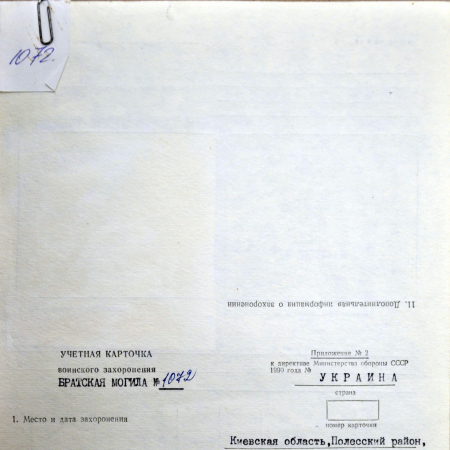 1072.
11. Дополнительная информация о захоронении
УЧЕТНАЯ КАРТОЧКА
воинского захоронения
БРАТСКАЯ МОГИЛА № 1072
1. Место и дата захоронения
Приложение № 2
к директиве Министерства обороны СССР
1990 года №
УКРАИНА
страна
номер карточки
Киевская область,Полесский район,